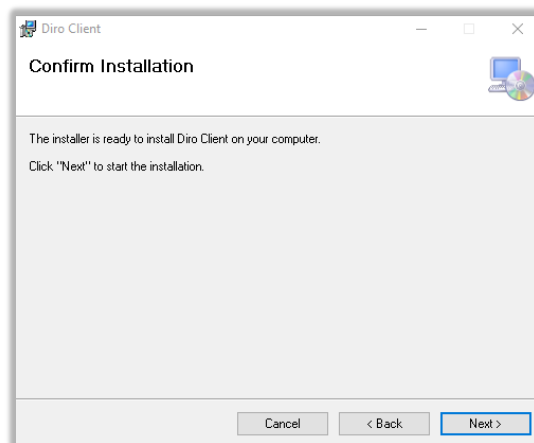 Diro Client
Confirm Installation
The installer is ready to install Diro Client on your computer.
Click "Next" to start the installation.
Cancel
< Back
Next >